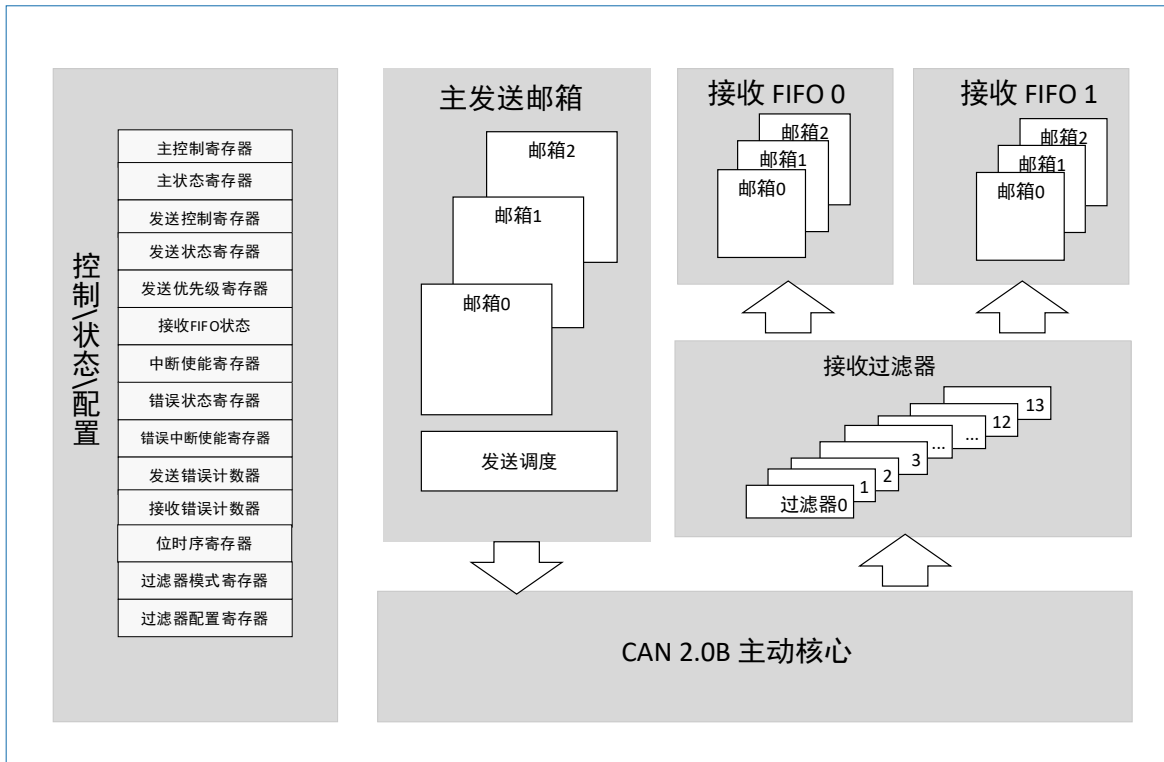 控制\状态\配置
主控制寄存器
主状态寄存器
发送控制寄存器
发送状态寄存器
发送优先级寄存器
接收FIFO状态
中断使能寄存器
错误状态寄存器
错误中断使能寄存器
发送错误计数器
接收错误计数器
位时序寄存器
过滤器模式寄存器
过滤器配置寄存器
主发送邮箱
邮箱2
邮箱1
邮箱0
发送调度
接收 FIFO 0
邮箱2
邮箱1
邮箱0
接收 FIFO 1
邮箱2
邮箱1
邮箱0
接收过滤器
13
12
...
...
3
2
1
过滤器0
CAN 2.0B 主动核心